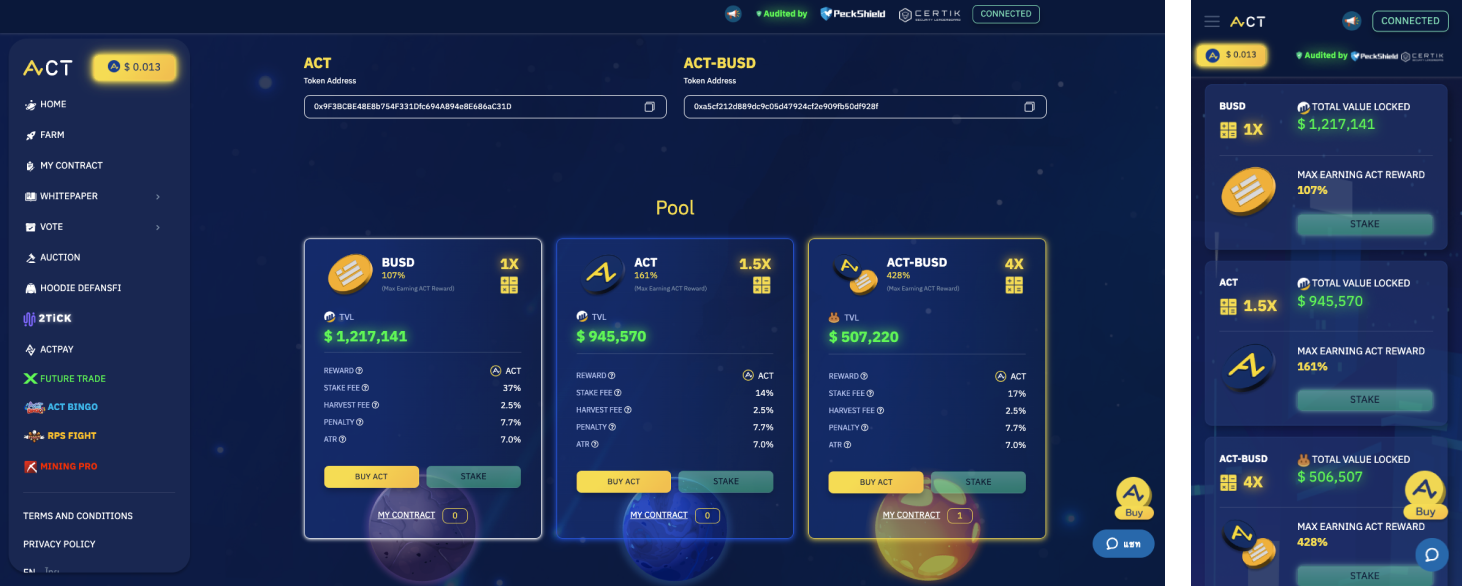 Audited by PeckShield CERTIK CONNECTED
ACT $ 0.013
HOME
FARM
MY CONTRACT
WHITEPAPER
VOTE
AUCTION
HOODIE DEFANSFI
2TiCK
ACTPAY
FUTURE TRADE
ACT BINGO
RPS FIGHT
MINING PRO
TERMS AND CONDITIONS
PRIVACY POLICY
EN ไทย
ACT
Token Address
0x9F3BCBE48E8b754F331Dfc694A894e8E686aC31D
ACT-BUSD
Token Address
0xa5cf212d889dc9c05d47924cf2e909fb50df928f
Pool
BUSD 1X
107%
(Max Earning ACT Reward)
TVL
$ 1,217,141
REWARD ACT
STAKE FEE 37%
HARVEST FEE 2.5%
PENALTY 7.7%
ATR 7.0%
BUY ACT STAKE
MY CONTRACT 0
ACT 1.5X
161%
(Max Earning ACT Reward)
TVL
$ 945,570
REWARD ACT
STAKE FEE 14%
HARVEST FEE 2.5%
PENALTY 7.7%
ATR 7.0%
BUY ACT STAKE
MY CONTRACT 0
ACT-BUSD 4X
428%
(Max Earning ACT Reward)
TVL
$ 507,220
REWARD ACT
STAKE FEE 17%
HARVEST FEE 2.5%
PENALTY 7.7%
ATR 7.0%
BUY ACT STAKE
MY CONTRACT 1
Buy
แชท
ACT CONNECTED
$ 0.013 Audited by PeckShield CERTIK
BUSD TOTAL VALUE LOCKED
1X $ 1,217,141
MAX EARNING ACT REWARD
107%
STAKE
ACT TOTAL VALUE LOCKED
1.5X $ 945,570
MAX EARNING ACT REWARD
161%
STAKE
ACT-BUSD TOTAL VALUE LOCKED
4X $ 506,507
Buy
MAX EARNING ACT REWARD
428%
STAKE